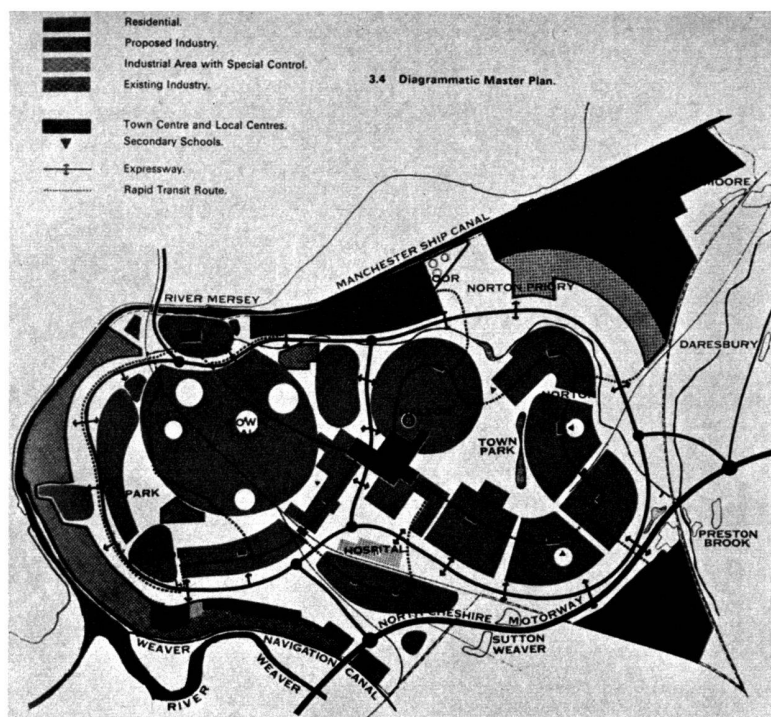 Residential.
Proposed Industry.
Industrial Area with Special Control.
Existing Industry.
3.4 Diagrammatic Master Plan.
Town Centre and Local Centres.
Secondary Schools.
Expressway.
Rapid Transit Route.
MOORE
MANCHESTER SHIP CANAL
RIVER MERSEY
NORTON PRIORY
DARESBURY
NORTON
TOWN
PARK
PARK
HOSPITAL
PRESTON
BROOK
NORTH CHESHIRE MOTORWAY
SUTTON
WEAVER
WEAVER
NAVIGATION CANAL
RIVER
WEAVER